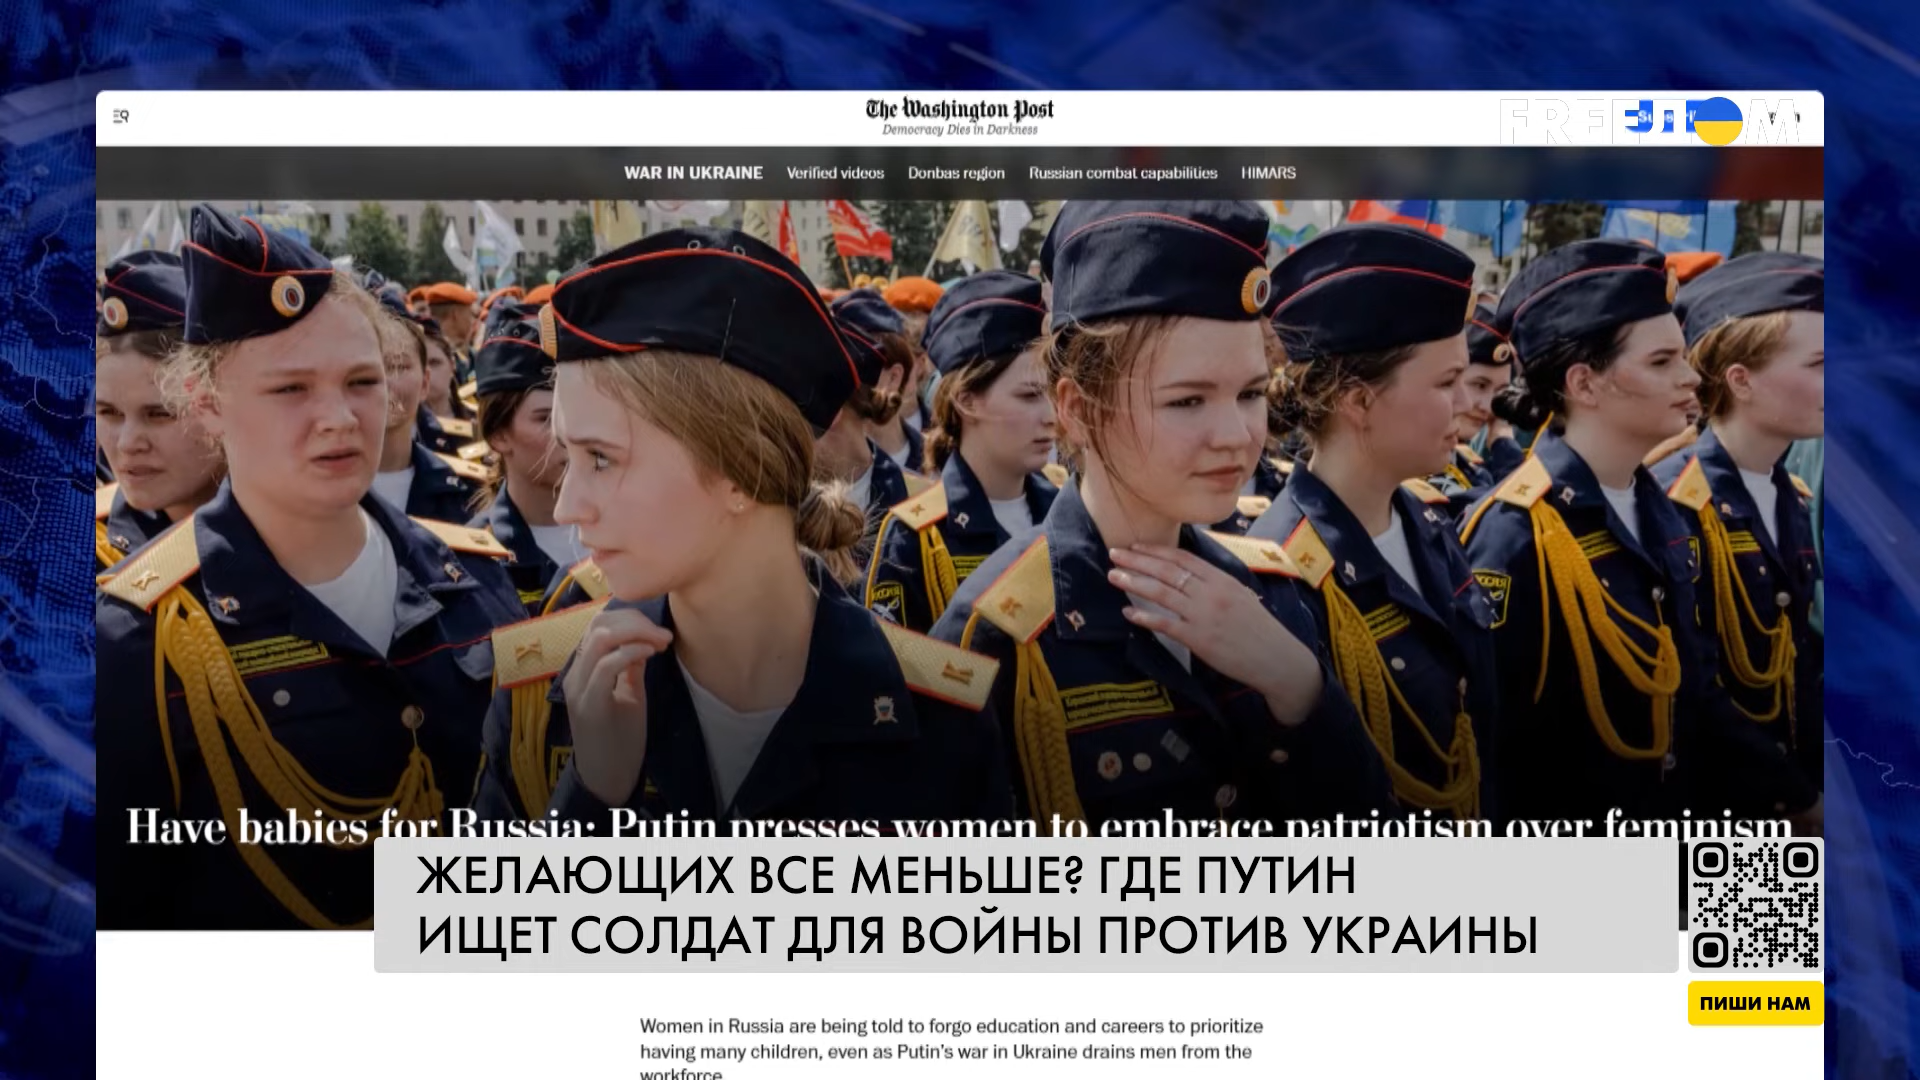 The Washington Post
Democracy Dies in Darkness
FREEДОМ
WAR IN UKRAINE Verified videos Donbas region Russian combat capabilities HIMARS
Have babies for Russia: Putin presses women to embrace patriotism over feminism
ЖЕЛАЮЩИХ ВСЕ МЕНЬШЕ? ГДЕ ПУТИН
ИЩЕТ СОЛДАТ ДЛЯ ВОЙНЫ ПРОТИВ УКРАИНЫ
ПИШИ НАМ
Women in Russia are being told to forgo education and careers to prioritize
having many children, even as Putin's war in Ukraine drains men from the
workforce